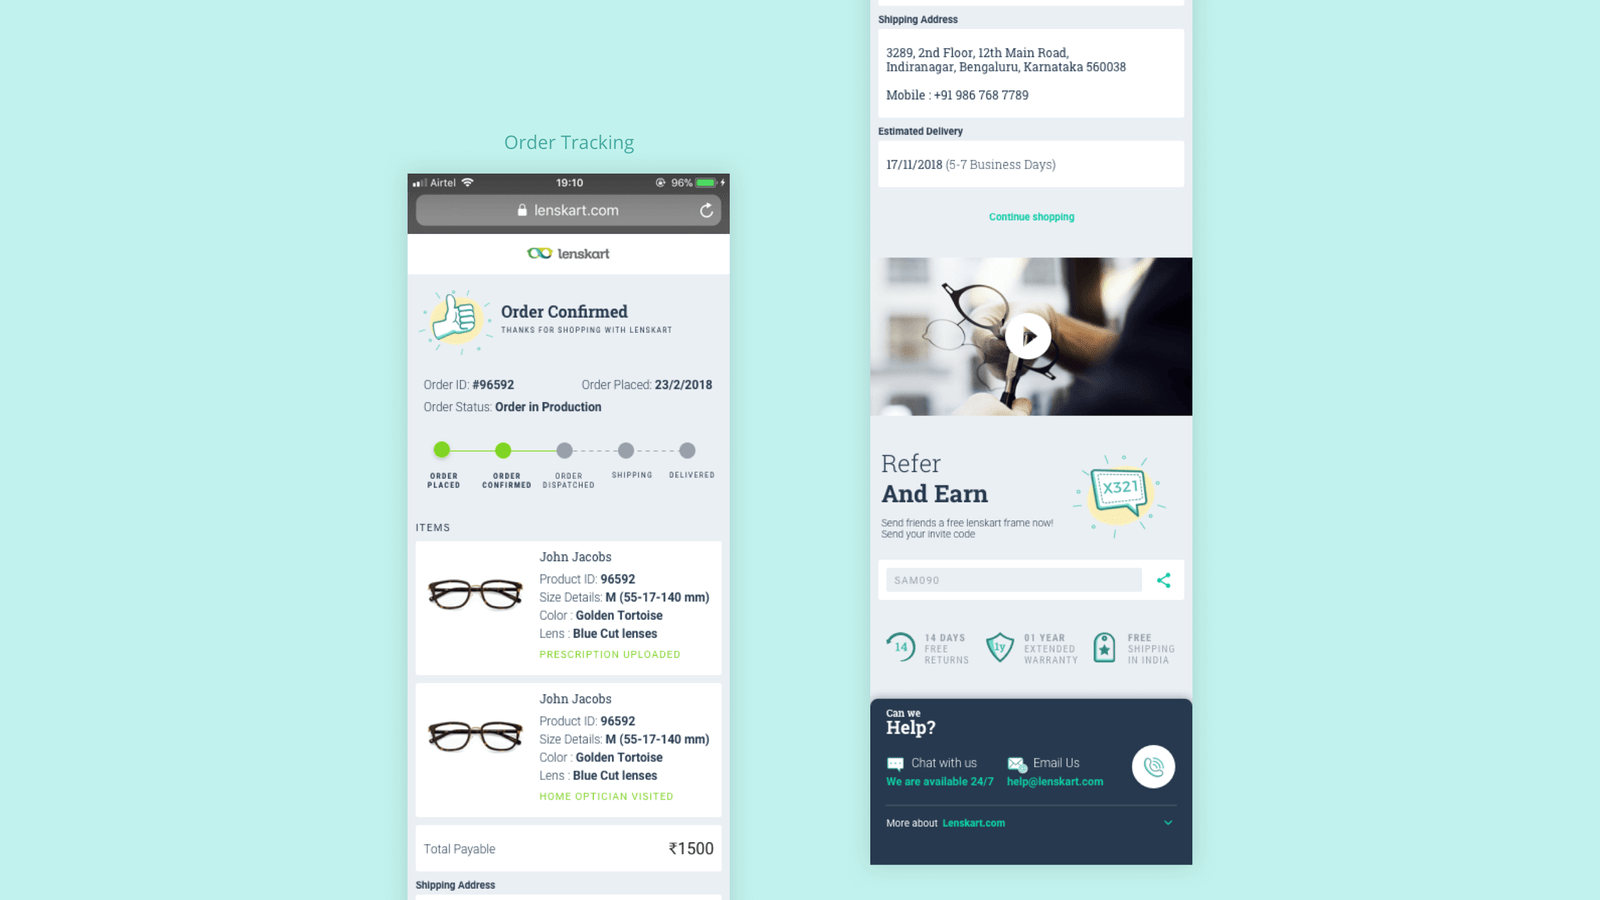 Order Tracking
Airtel 19:10 96%
lenskart.com
lenskart
Order Confirmed
THANKS FOR SHOPPING WITH LENSKART
Order ID: #96592 Order Placed: 23/2/2018
Order Status: Order in Production
ORDER PLACED
ORDER CONFIRMED
ORDER DISPATCHED
SHIPPING
DELIVERED
ITEMS
John Jacobs
Product ID: 96592
Size Details: M (55-17-140 mm)
Color : Golden Tortoise
Lens : Blue Cut lenses
PRESCRIPTION UPLOADED
John Jacobs
Product ID: 96592
Size Details: M (55-17-140 mm)
Color : Golden Tortoise
Lens : Blue Cut lenses
HOME OPTICIAN VISITED
Total Payable ₹1500
Shipping Address
Shipping Address
3289, 2nd Floor, 12th Main Road,
Indiranagar, Bengaluru, Karnataka 560038
Mobile : +91 986 768 7789
Estimated Delivery
17/11/2018 (5-7 Business Days)
Continue shopping
Refer
And Earn
X321
Send friends a free lenskart frame now!
Send your invite code
SAM090
14
14 DAYS
FREE
RETURNS
1y
01 YEAR
EXTENDED
WARRANTY
FREE
SHIPPING
IN INDIA
Can we
Help?
Chat with us
We are available 24/7
Email Us
help@lenskart.com
More about Lenskart.com